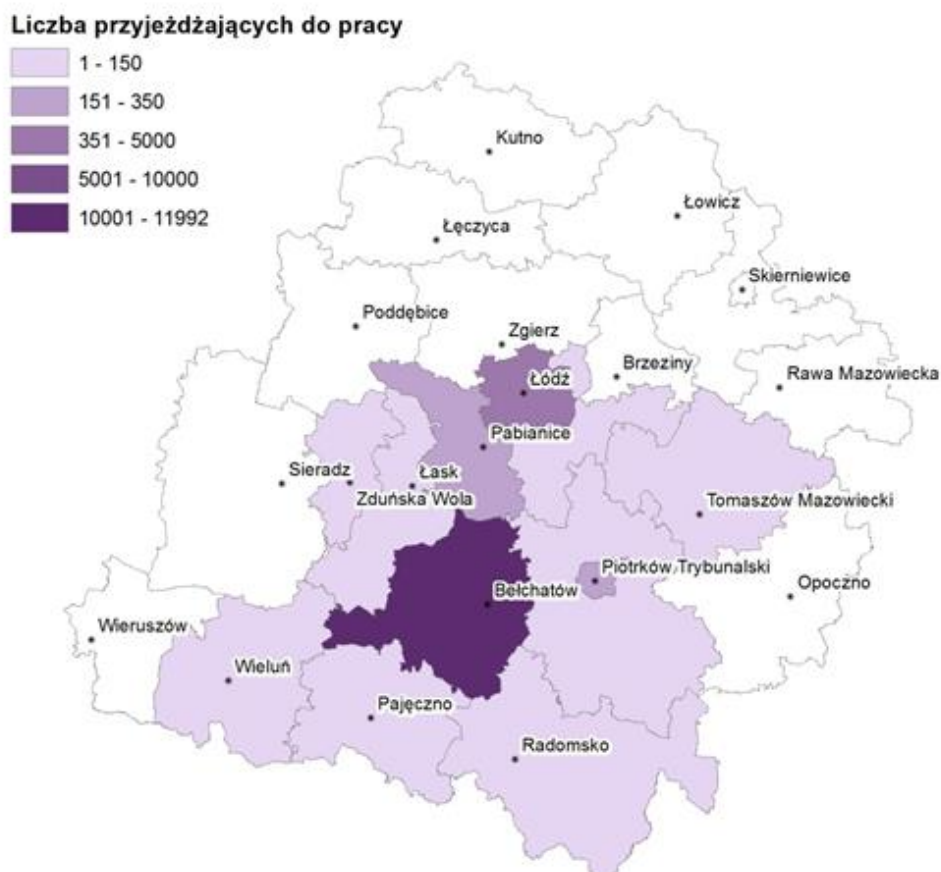 Liczba przyjeżdżających do pracy
1 - 150
151 - 350
351 - 5000
5001 - 10000
10001 - 11992
Kutno
Łowicz
Łęczyca
Skierniewice
Poddębice
Zgierz
Brzeziny
Rawa Mazowiecka
Łódź
Pabianice
Sieradz
Łask
Zduńska Wola
Tomaszów Mazowiecki
Piotrków Trybunalski
Opoczno
Bełchatów
Wieruszów
Wieluń
Pajęczno
Radomsko